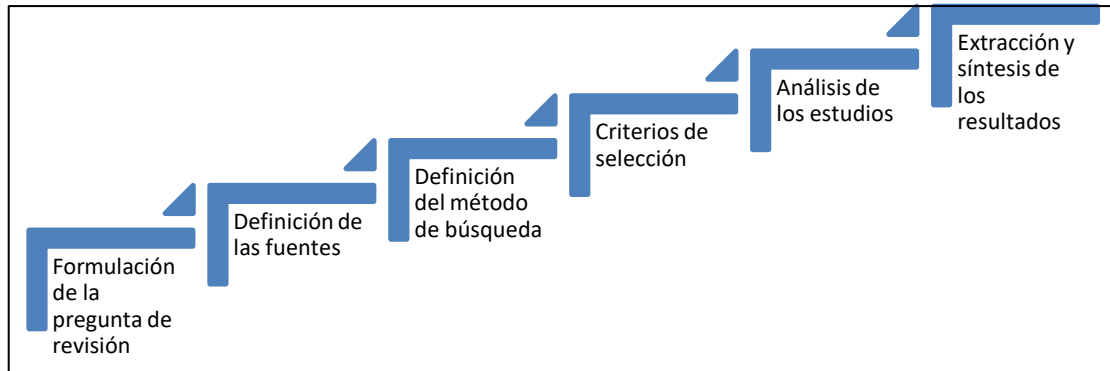 Formulación
de la
pregunta de
revisión
Definición de
las fuentes
Definición
del método
de búsqueda
Criterios de
selección
Análisis de
los estudios
Extracción y
síntesis de
los
resultados